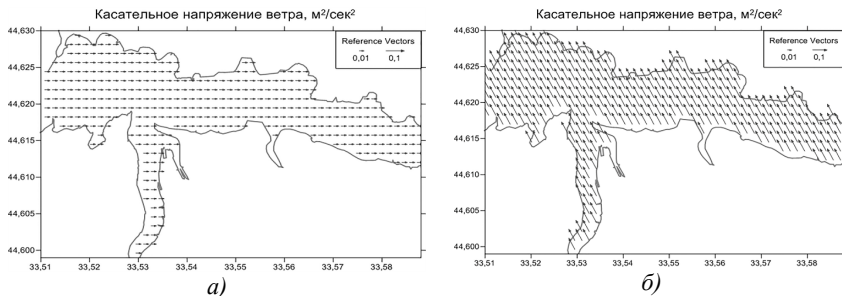 Касательное напряжение ветра, м²/сек²
44,630
44,625
44,620
44,615
44,610
44,605
44,600
33,51 33,52 33,53 33,54 33,55 33,56 33,57 33,58
Reference Vectors
0,01 0,1
а)
Касательное напряжение ветра, м²/сек²
44,630
44,625
44,620
44,615
44,610
44,605
44,600
33,51 33,52 33,53 33,54 33,55 33,56 33,57 33,58
Reference Vectors
0,01 0,1
б)